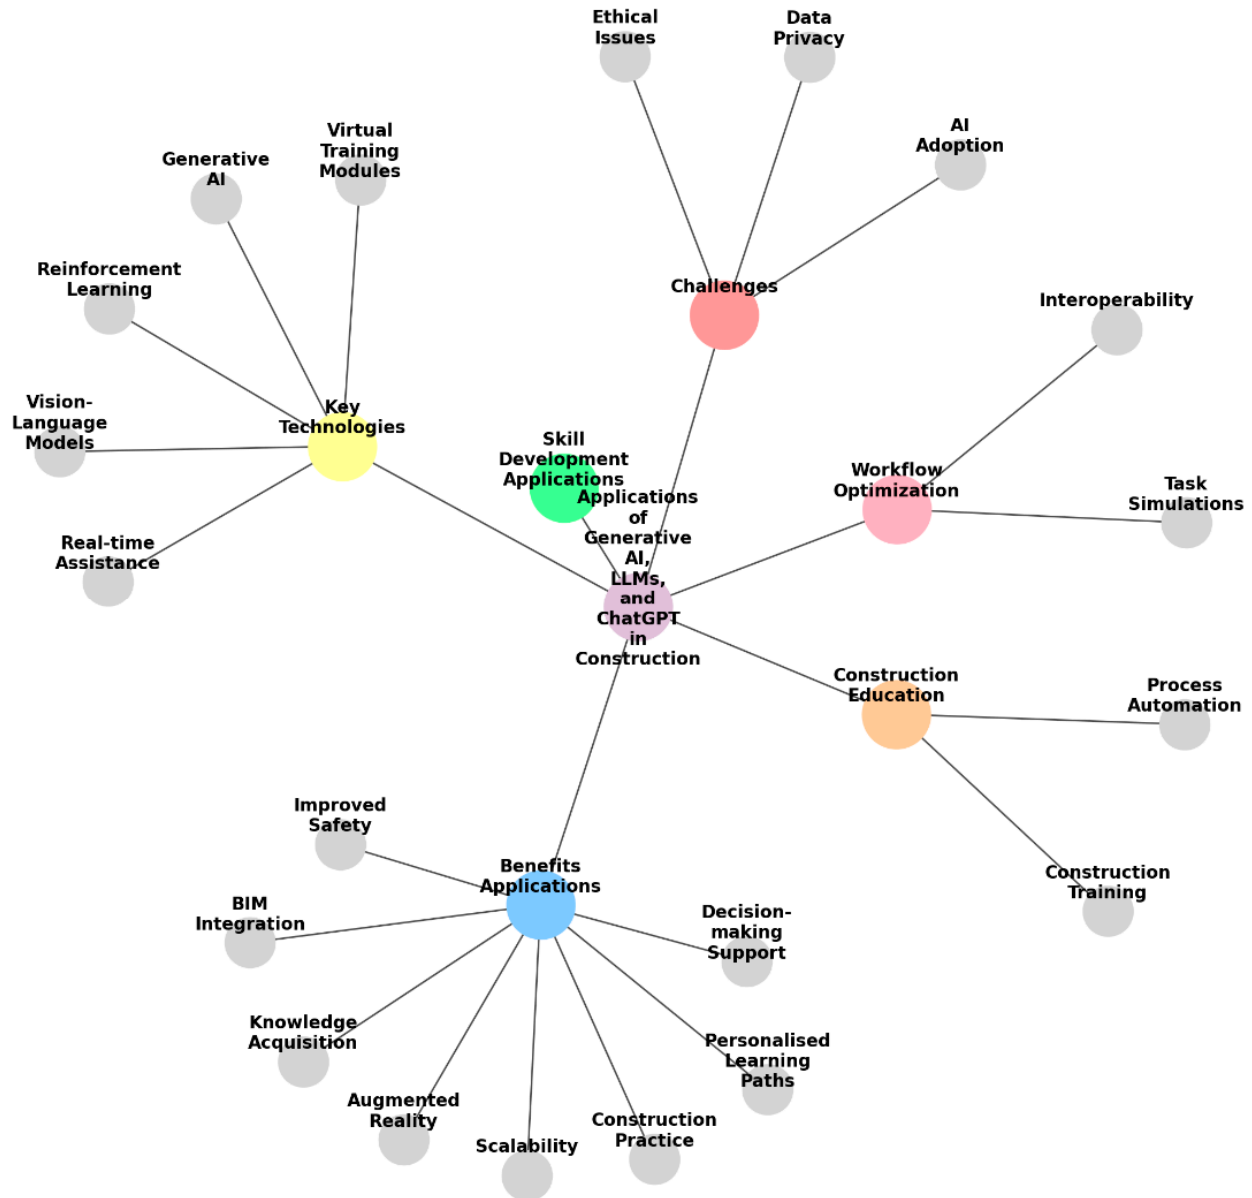 Ethical
Issues
Data
Privacy
AI
Adoption
Virtual
Training
Modules
Generative
AI
Reinforcement
Learning
Vision-
Language
Models
Real-time
Assistance
Key
Technologies
Challenges
Interoperability
Skill
Development
Applications
Workflow
Optimization
Task
Simulations
Applications
of
Generative
AI,
LLMs,
and
ChatGPT
in
Construction
Construction
Education
Process
Automation
Construction
Training
Improved
Safety
Benefits
Applications
BIM
Integration
Decision-
making
Support
Knowledge
Acquisition
Personalised
Learning
Paths
Augmented
Reality
Scalability
Construction
Practice